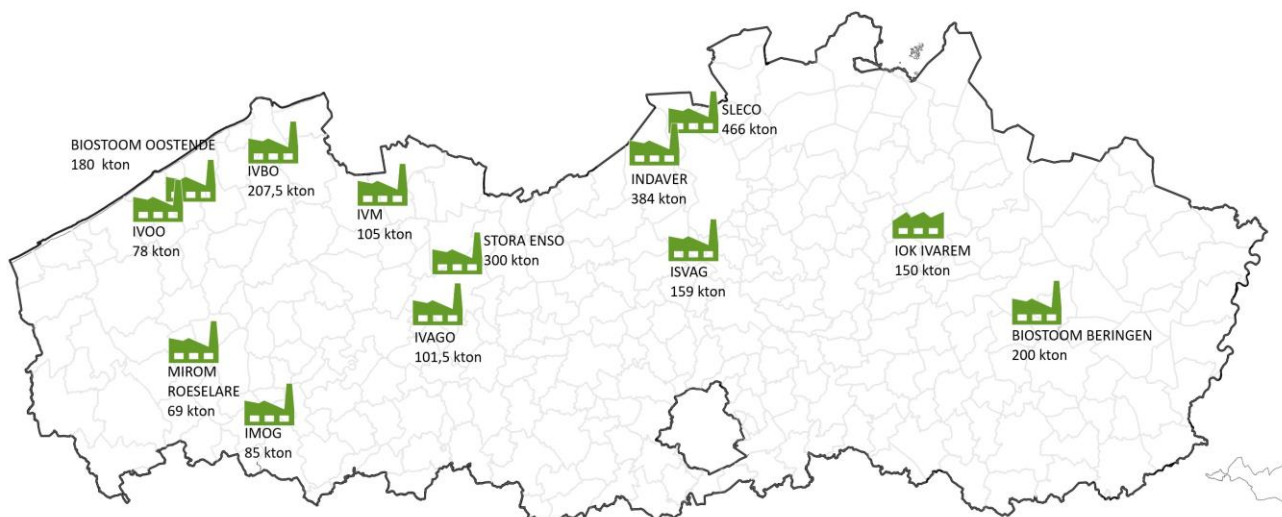 BIOSTOOM OOSTENDE
180 kton
IVBO
207,5 kton
IVOO
78 kton
IVM
105 kton
STORA ENSO
300 kton
IVAGO
101,5 kton
MIROM
ROESELARE
69 kton
IMOG
85 kton
SLECO
466 kton
INDAVER
384 kton
ISVAG
159 kton
IOK IVAREM
150 kton
BIOSTOOM BERINGEN
200 kton